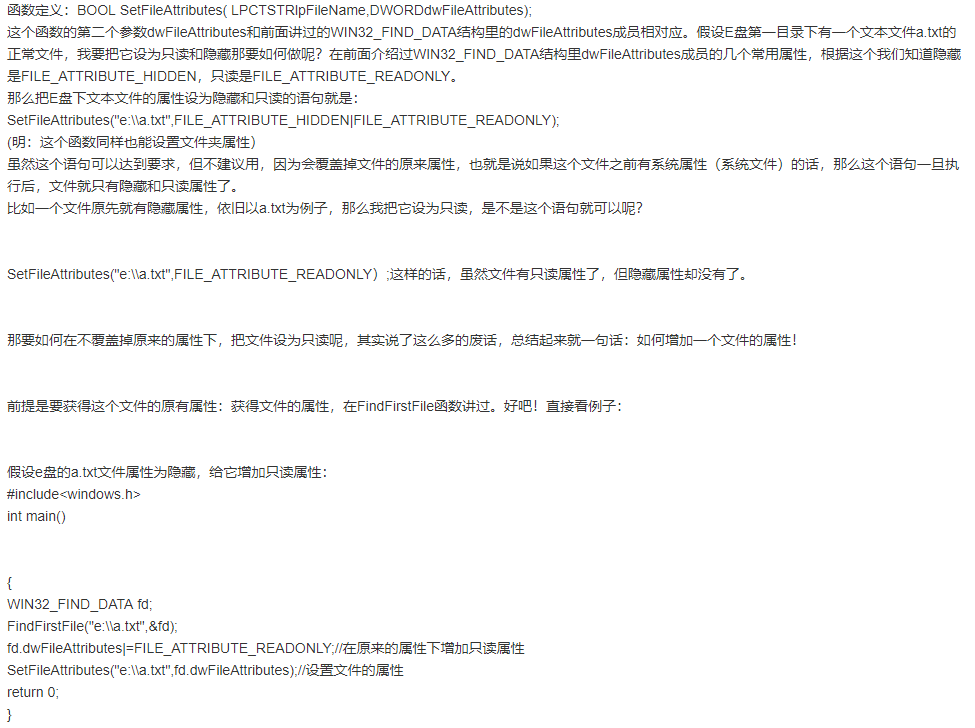 函数定义：BOOL SetFileAttributes( LPCTSTRlpFileName,DWORDdwFileAttributes);
这个函数的第二个参数dwFileAttributes和前面讲过的WIN32_FIND_DATA结构里的dwFileAttributes成员相对应。假设E盘第一目录下有一个文本文件a.txt的
正常文件，我要把它设为只读和隐藏那要如何做呢？在前面介绍过WIN32_FIND_DATA结构里dwFileAttributes成员的几个常用属性，根据这个我们知道隐藏
是FILE_ATTRIBUTE_HIDDEN，只读是FILE_ATTRIBUTE_READONLY。
那么把E盘下文本文件的属性设为隐藏和只读的语句就是：
SetFileAttributes("e:\\a.txt",FILE_ATTRIBUTE_HIDDEN|FILE_ATTRIBUTE_READONLY);
(明：这个函数同样也能设置文件夹属性）
虽然这个语句可以达到要求，但不建议用，因为会覆盖掉文件的原来属性，也就是说如果这个文件之前有系统属性（系统文件）的话，那么这个语句一旦执
行后，文件就只有隐藏和只读属性了。
比如一个文件原先就有隐藏属性，依旧以a.txt为例子，那么我把它设为只读，是不是这个语句就可以呢？
SetFileAttributes("e:\\a.txt",FILE_ATTRIBUTE_READONLY）;这样的话，虽然文件有只读属性了，但隐藏属性却没有了。
那要如何在不覆盖掉原来的属性下，把文件设为只读呢，其实说了这么多的废话，总结起来就一句话：如何增加一个文件的属性！
前提是要获得这个文件的原有属性：获得文件的属性，在FindFirstFile函数讲过。好吧！直接看例子：
假设e盘的a.txt文件属性为隐藏，给它增加只读属性：
#include<windows.h>
int main()
{
WIN32_FIND_DATA fd;
FindFirstFile("e:\\a.txt",&fd);
fd.dwFileAttributes|=FILE_ATTRIBUTE_READONLY;//在原来的属性下增加只读属性
SetFileAttributes("e:\\a.txt",fd.dwFileAttributes);//设置文件的属性
return 0;
}